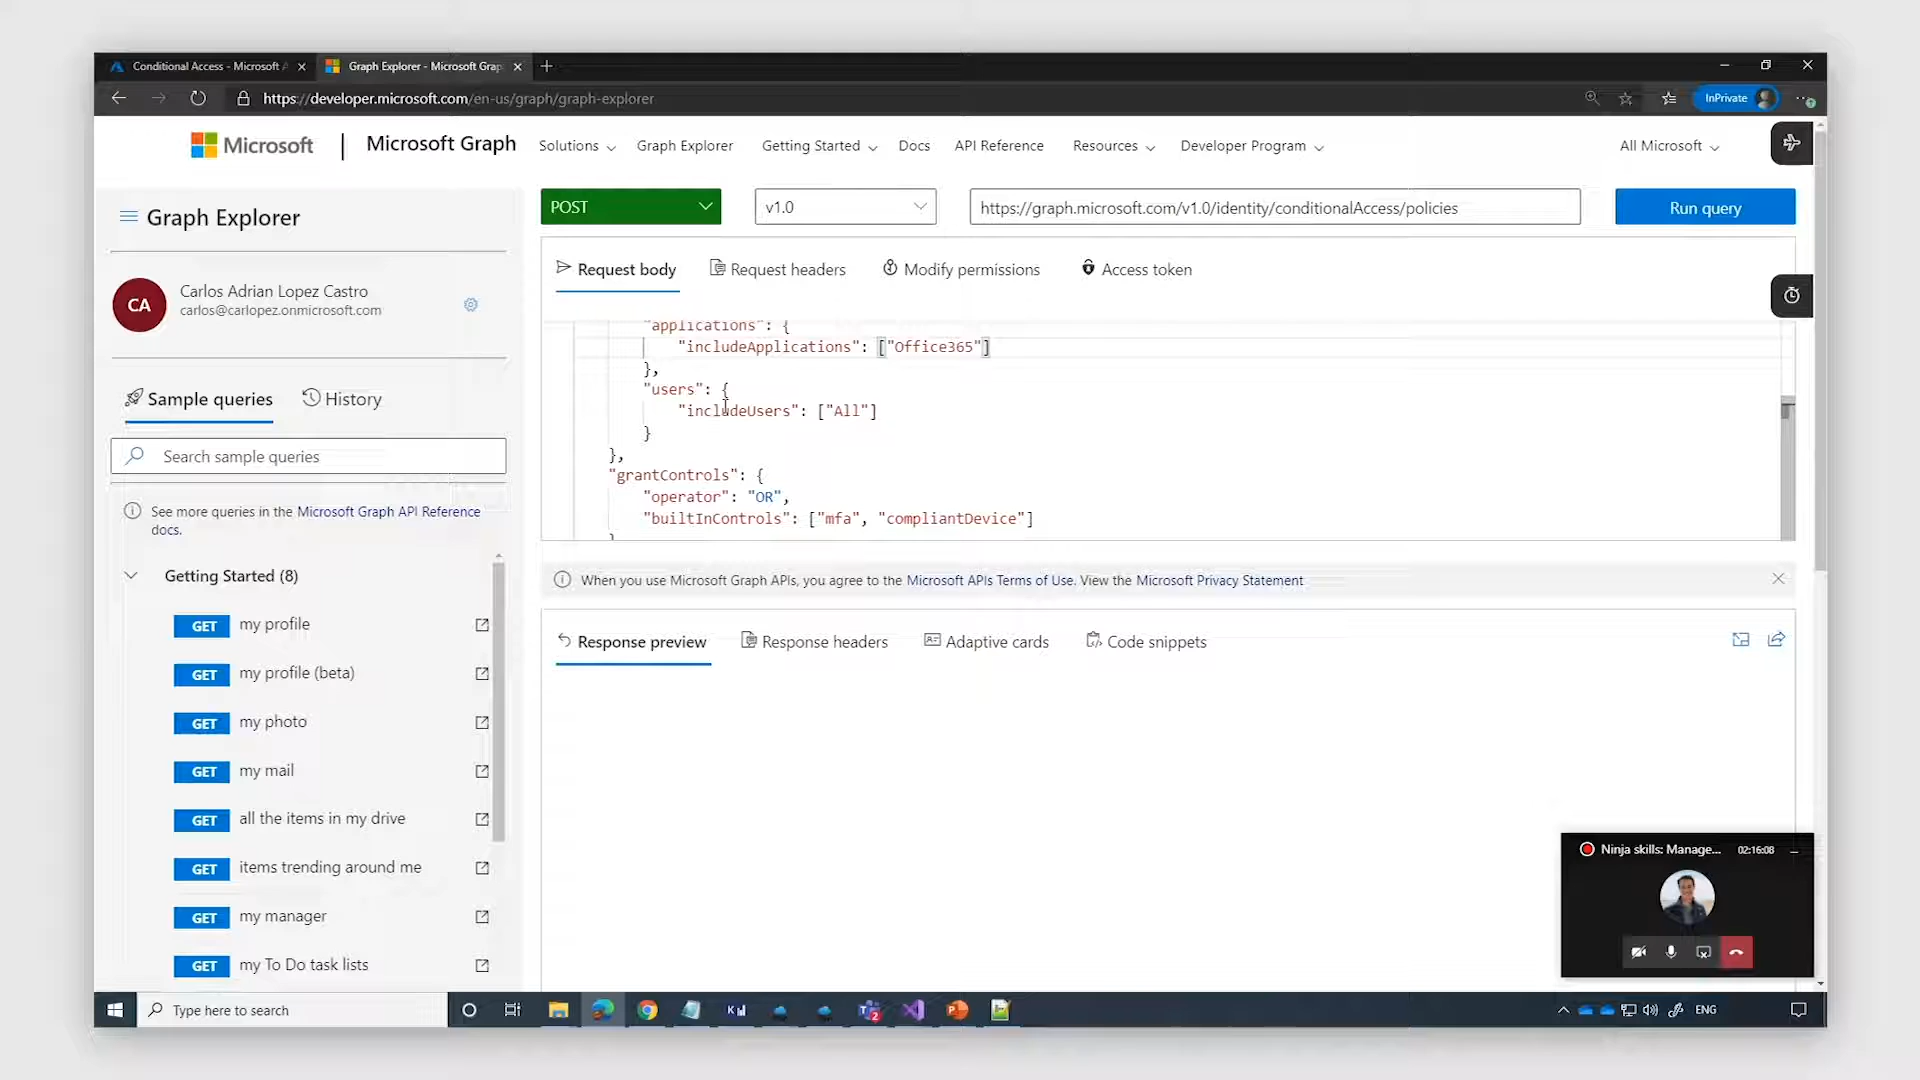 Conditional Access - Microsoft A
Graph Explorer - Microsoft Grap
https://developer.microsoft.com/en-us/graph/graph-explorer
InPrivate
Microsoft
Microsoft Graph
Solutions
Graph Explorer
Getting Started
Docs
API Reference
Resources
Developer Program
All Microsoft
Graph Explorer
POST
v1.0
https://graph.microsoft.com/v1.0/identity/conditionalAccess/policies
Run query
CA
Carlos Adrian Lopez Castro
carlos@carlopez.onmicrosoft.com
Request body
Request headers
Modify permissions
Access token
"applications": {
"includeApplications": ["Office365"]
},
"users": {
"includeUsers": ["All"]
}
},
"grantControls": {
"operator": "OR",
"builtInControls": ["mfa", "compliantDevice"]
}
Sample queries
History
Search sample queries
See more queries in the Microsoft Graph API Reference
docs.
When you use Microsoft Graph APIs, you agree to the Microsoft APIs Terms of Use. View the Microsoft Privacy Statement
Getting Started (8)
GET my profile
GET my profile (beta)
GET my photo
GET my mail
GET all the items in my drive
GET items trending around me
GET my manager
GET my To Do task lists
Response preview
Response headers
Adaptive cards
Code snippets
Ninja skills: Manage...
02:16:08
Type here to search
ENG